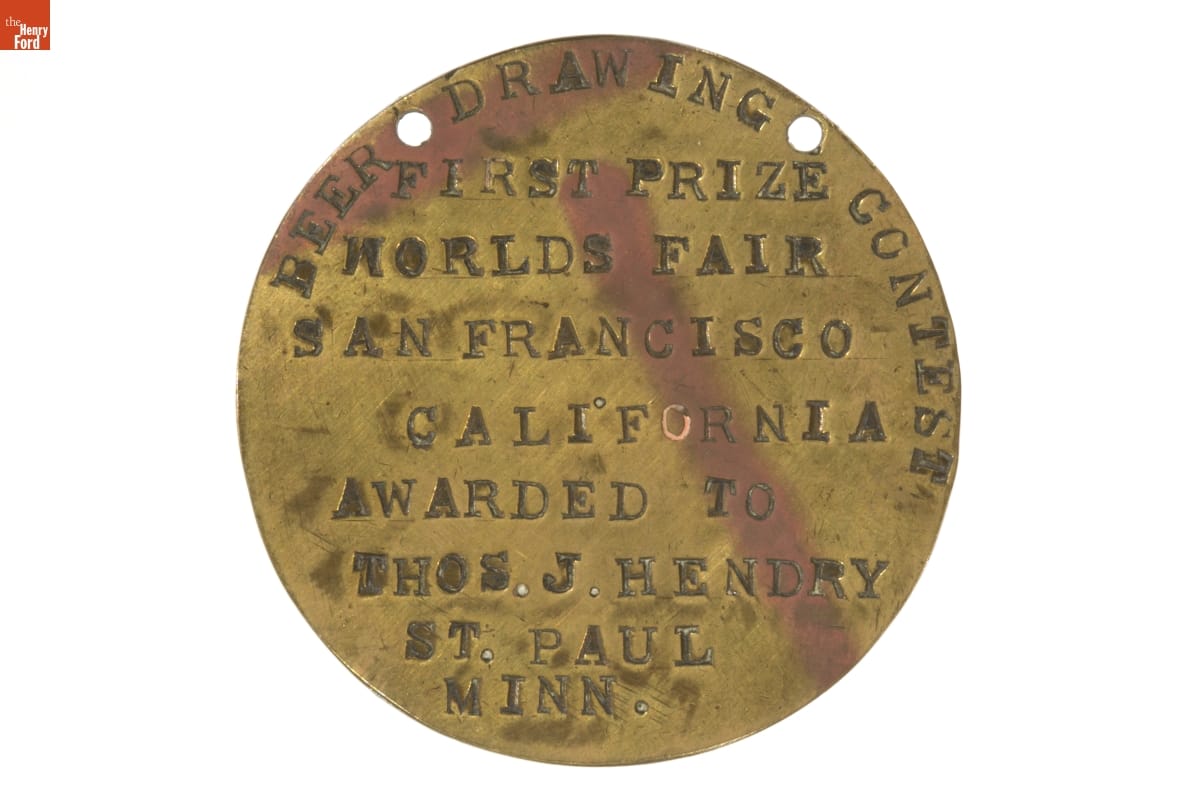 the
Henry
Ford
BEER DRAWING CONTEST
FIRST PRIZE
WORLDS FAIR
SAN FRANCISCO
CALIFORNIA
AWARDED TO
THOS. J. HENDRY
ST. PAUL
MINN.